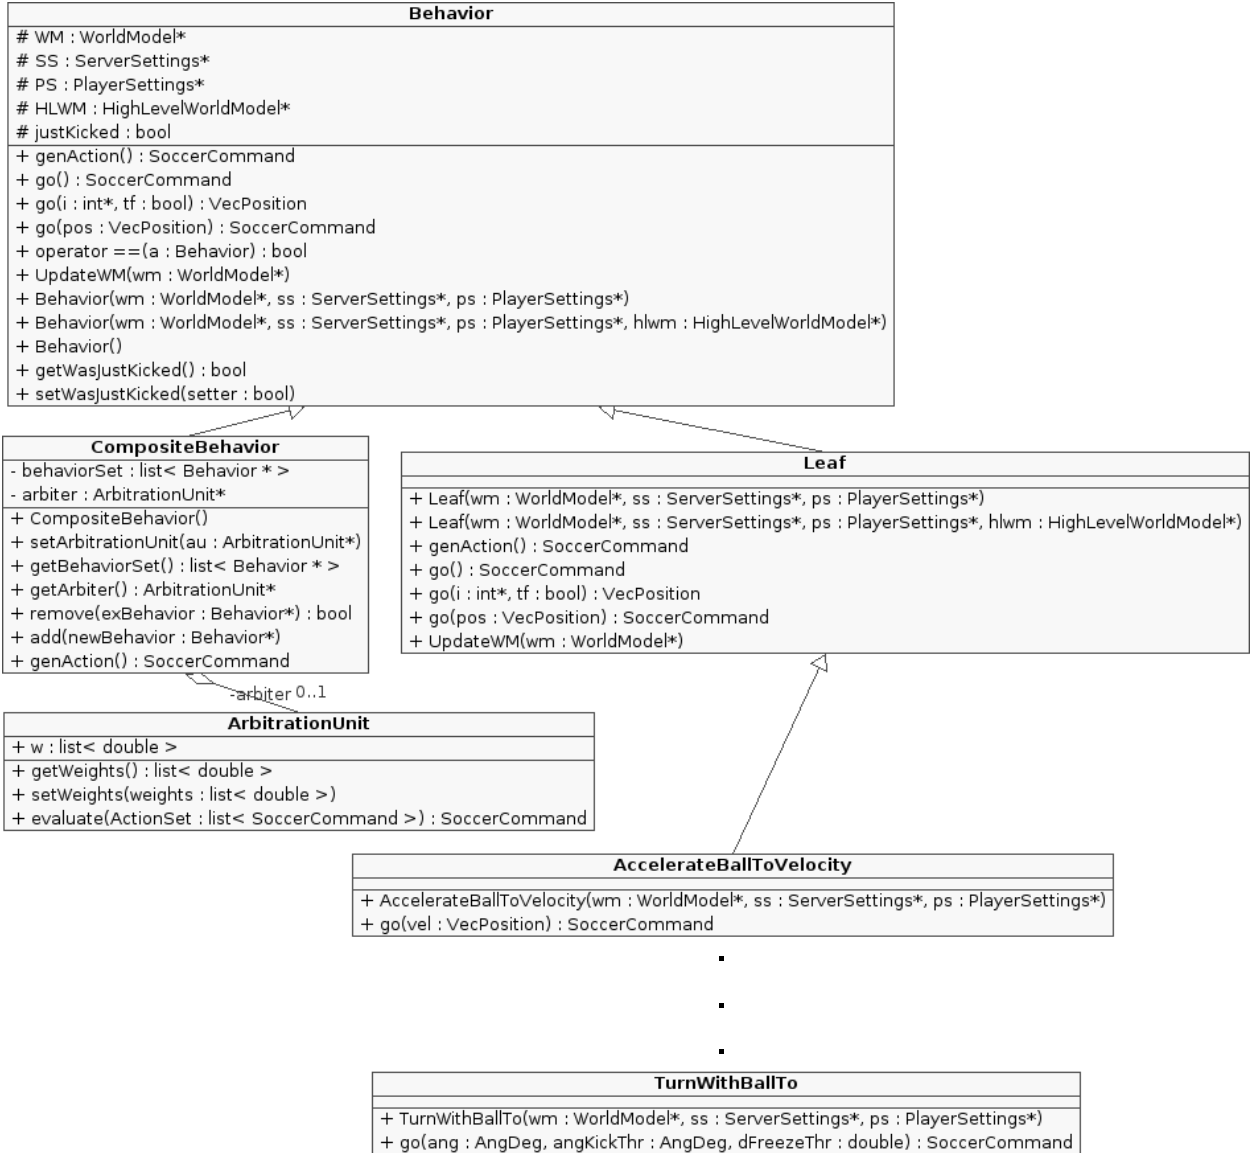 Behavior
# WM : WorldModel*
# SS : ServerSettings*
# PS : PlayerSettings*
# HLWM : HighLevelWorldModel*
# justKicked : bool
+ genAction() : SoccerCommand
+ go() : SoccerCommand
+ go(i : int*, tf : bool) : VecPosition
+ go(pos : VecPosition) : SoccerCommand
+ operator ==(a : Behavior) : bool
+ UpdateWM(wm : WorldModel*)
+ Behavior(wm : WorldModel*, ss : ServerSettings*, ps : PlayerSettings*)
+ Behavior(wm : WorldModel*, ss : ServerSettings*, ps : PlayerSettings*, hlwm : HighLevelWorldModel*)
+ Behavior()
+ getWasJustKicked() : bool
+ setWasJustKicked(setter : bool)
CompositeBehavior
- behaviorSet : list< Behavior * >
- arbiter : ArbitrationUnit*
+ CompositeBehavior()
+ setArbitrationUnit(au : ArbitrationUnit*)
+ getBehaviorSet() : list< Behavior * >
+ getArbiter() : ArbitrationUnit*
+ remove(exBehavior : Behavior*) : bool
+ add(newBehavior : Behavior*)
+ genAction() : SoccerCommand
Leaf
+ Leaf(wm : WorldModel*, ss : ServerSettings*, ps : PlayerSettings*)
+ Leaf(wm : WorldModel*, ss : ServerSettings*, ps : PlayerSettings*, hlwm : HighLevelWorldModel*)
+ genAction() : SoccerCommand
+ go() : SoccerCommand
+ go(i : int*, tf : bool) : VecPosition
+ go(pos : VecPosition) : SoccerCommand
+ UpdateWM(wm : WorldModel*)
-arbiter 0..1
ArbitrationUnit
+ w : list< double >
+ getWeights() : list< double >
+ setWeights(weights : list< double >)
+ evaluate(ActionSet : list< SoccerCommand >) : SoccerCommand
AccelerateBallToVelocity
+ AccelerateBallToVelocity(wm : WorldModel*, ss : ServerSettings*, ps : PlayerSettings*)
+ go(vel : VecPosition) : SoccerCommand
TurnWithBallTo
+ TurnWithBallTo(wm : WorldModel*, ss : ServerSettings*, ps : PlayerSettings*)
+ go(ang : AngDeg, angKickThr : AngDeg, dFreezeThr : double) : SoccerCommand